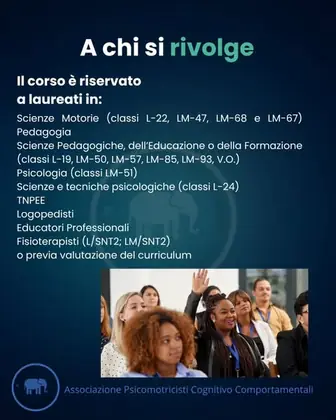 A chi si rivolge
Il corso è riservato
a laureati in:
Scienze Motorie (classi L-22, LM-47, LM-68 e LM-67)
Pedagogia
Scienze Pedagogiche, dell'Educazione o della Formazione
(classi L-19, LM-50, LM-57, LM-85, LM-93, V.O.)
Psicologia (classi LM-51)
Scienze e tecniche psicologiche (classi L-24)
TNPEE
Logopedisti
Educatori Professionali
Fisioterapisti (L/SNT2; LM/SNT2)
o previa valutazione del curriculum
Associazione Psicomotricisti Cognitivo Comportamentali